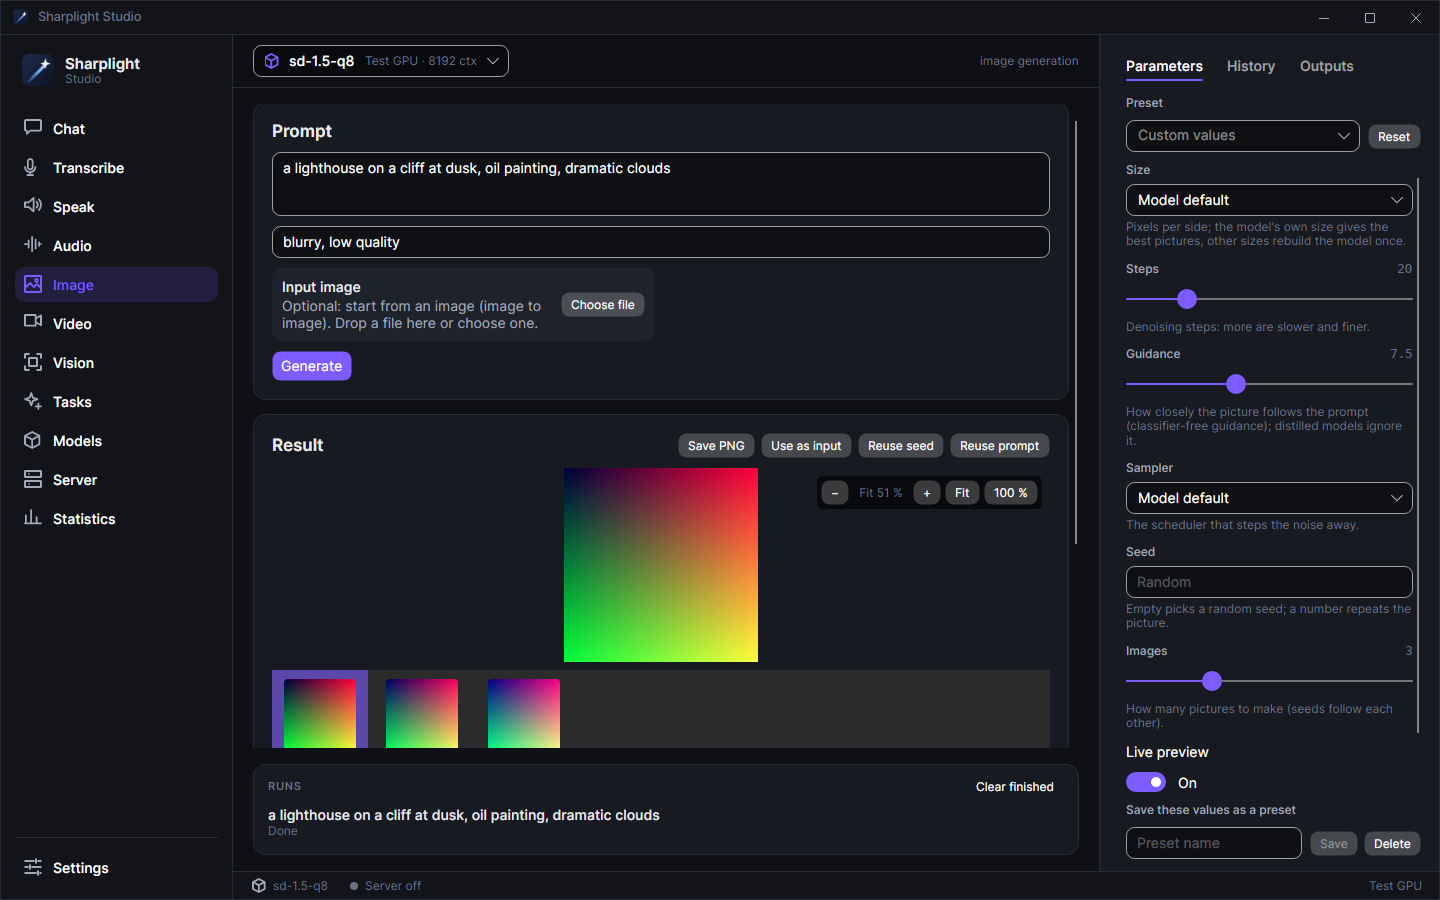 Sharplight Studio
Sharplight
Studio
Chat
Transcribe
Speak
Audio
Image
Video
Vision
Tasks
Models
Server
Statistics
Settings
sd-1.5-q8 Test GPU · 8192 ctx
image generation
Prompt
a lighthouse on a cliff at dusk, oil painting, dramatic clouds
blurry, low quality
Input image
Optional: start from an image (image to
image). Drop a file here or choose one.
Choose file
Generate
Result
Save PNG
Use as input
Reuse seed
Reuse prompt
− Fit 51 % + Fit 100 %
RUNS
Clear finished
a lighthouse on a cliff at dusk, oil painting, dramatic clouds
Done
Parameters History Outputs
Preset
Custom values
Reset
Size
Model default
Pixels per side; the model's own size gives the
best pictures, other sizes rebuild the model once.
Steps 20
Denoising steps: more are slower and finer.
Guidance 7.5
How closely the picture follows the prompt
(classifier-free guidance); distilled models ignore
it.
Sampler
Model default
The scheduler that steps the noise away.
Seed
Random
Empty picks a random seed; a number repeats the
picture.
Images 3
How many pictures to make (seeds follow each
other).
Live preview
On
Save these values as a preset
Preset name
Save
Delete
sd-1.5-q8
Server off
Test GPU